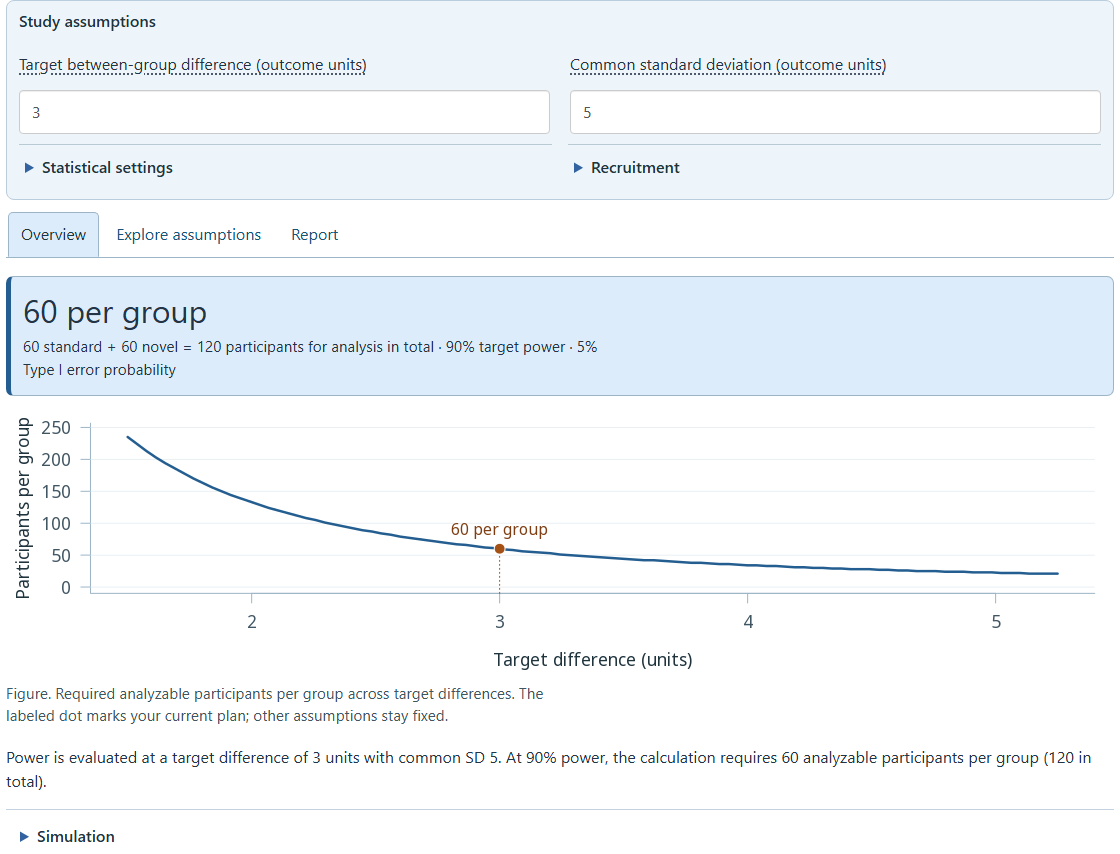 Study assumptions
Target between-group difference (outcome units)
Common standard deviation (outcome units)
3
5
Statistical settings
Recruitment
Overview
Explore assumptions
Report
60 per group
60 standard + 60 novel = 120 participants for analysis in total · 90% target power · 5%
Type I error probability
Participants per group
250
200
150
100
50
0
60 per group
2
3
4
5
Target difference (units)
Figure. Required analyzable participants per group across target differences. The
labeled dot marks your current plan; other assumptions stay fixed.
Power is evaluated at a target difference of 3 units with common SD 5. At 90% power, the calculation requires 60 analyzable participants per group (120 in
total).
Simulation